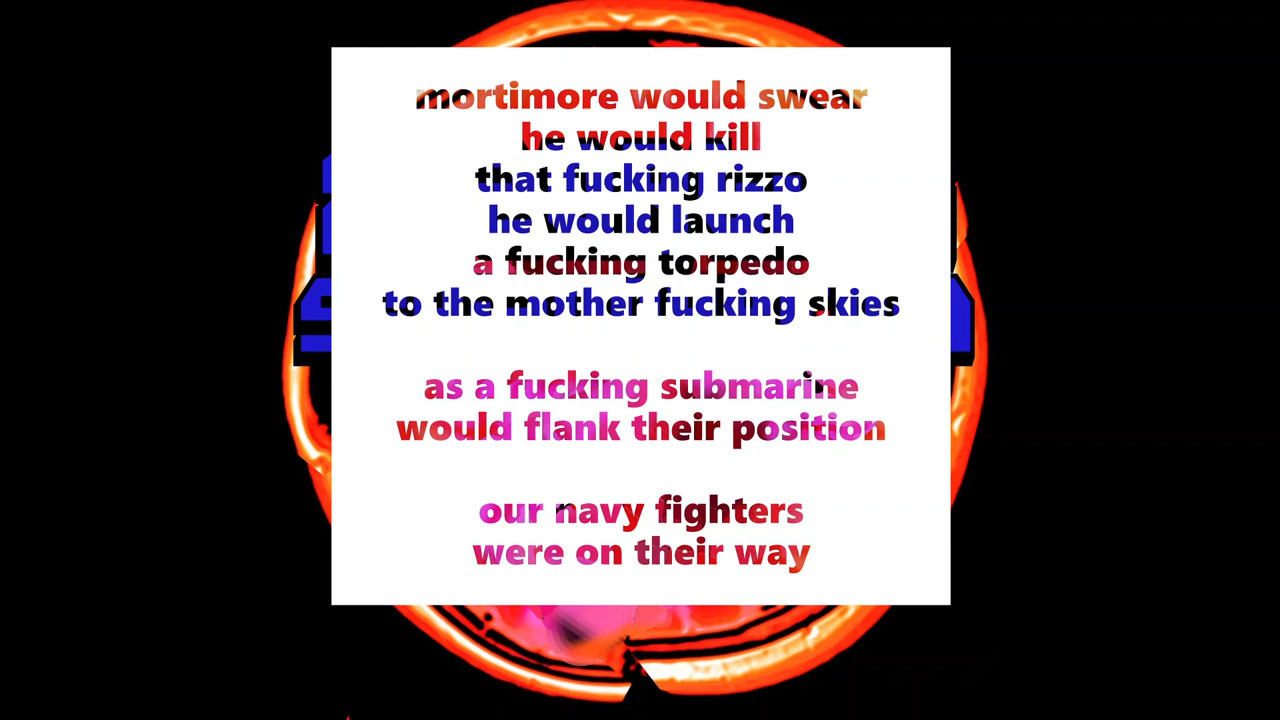 mortimore would swear
he would kill
that fucking rizzo
he would launch
a fucking torpedo
to the mother fucking skies
as a fucking submarine
would flank their position
our navy fighters
were on their way